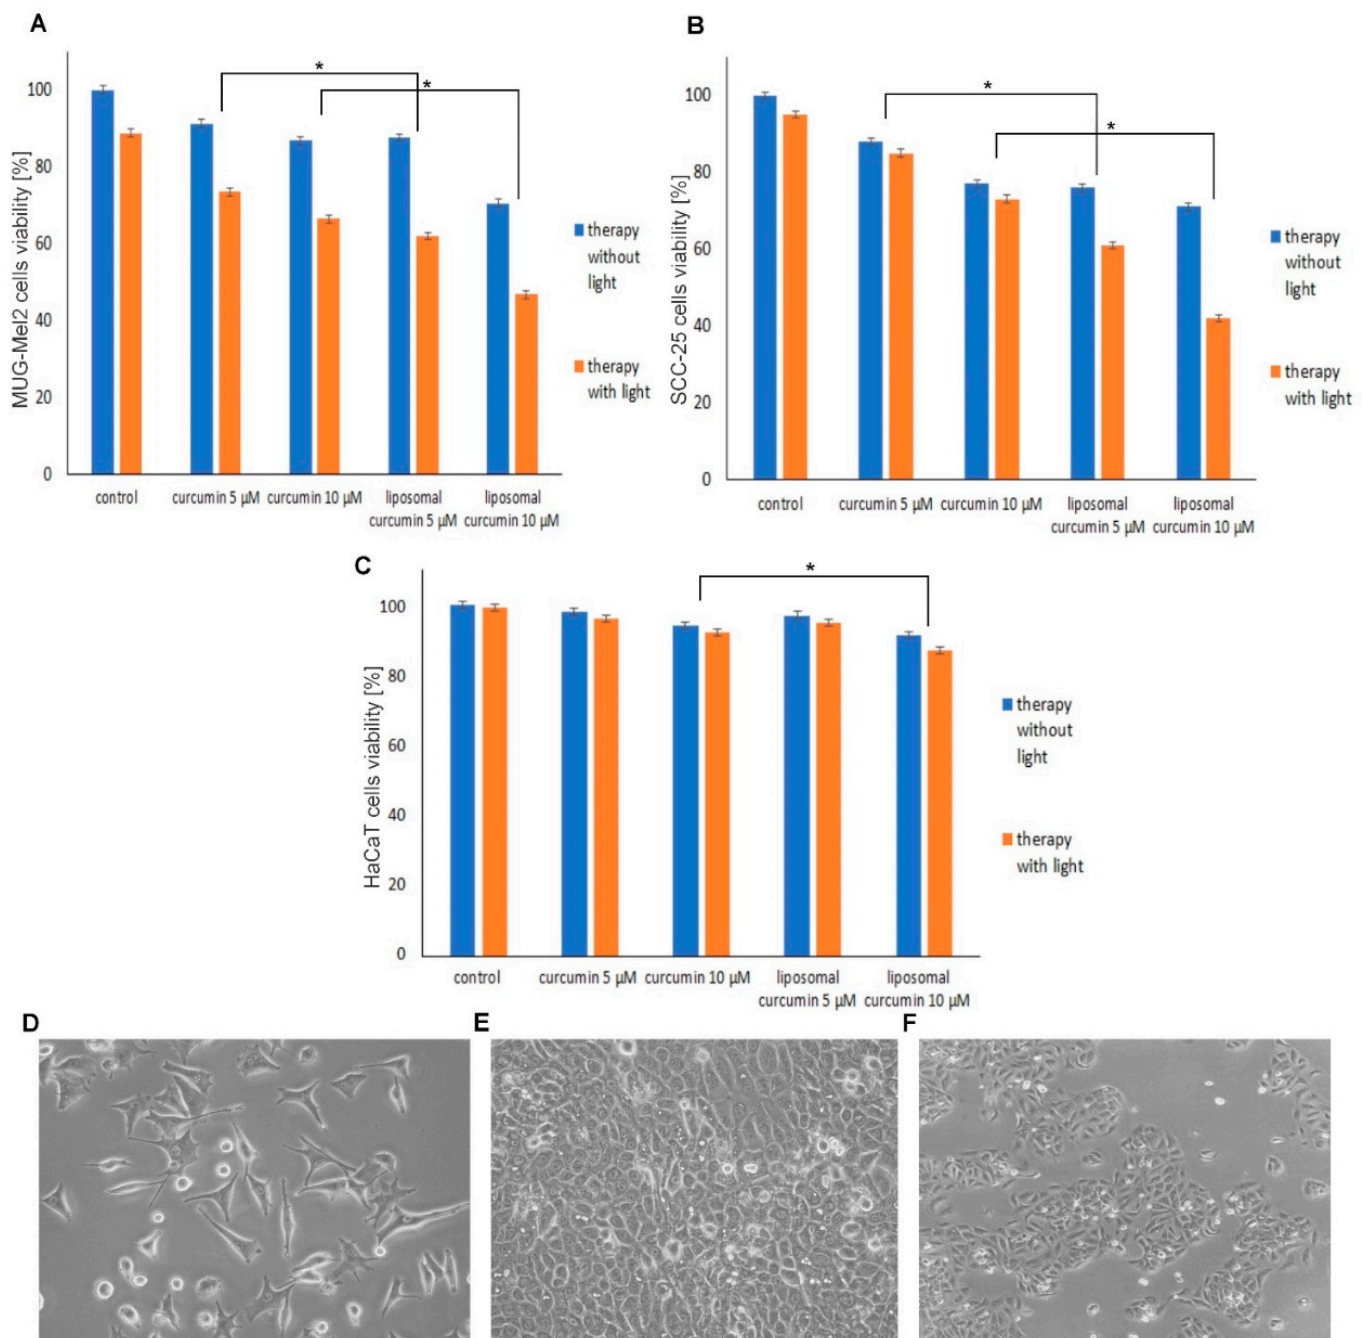 A
B
*
*
100
80
60
40
20
0
MUG-Mel2 cells viability [%]
therapy
without
light
therapy
with light
control
curcumin 5 µM
curcumin 10 µM
liposomal
curcumin 5 µM
liposomal
curcumin 10 µM
*
*
100
80
60
40
20
0
SCC-25 cells viability [%]
therapy
without
light
therapy
with light
control
curcumin 5 µM
curcumin 10 µM
liposomal
curcumin 5 µM
liposomal
curcumin 10 µM
C
*
100
80
60
40
20
0
HaCaT cells viability [%]
therapy
without
light
therapy
with light
control
curcumin 5 µM
curcumin 10 µM
liposomal
curcumin 5 µM
liposomal
curcumin 10 µM
D
E
F